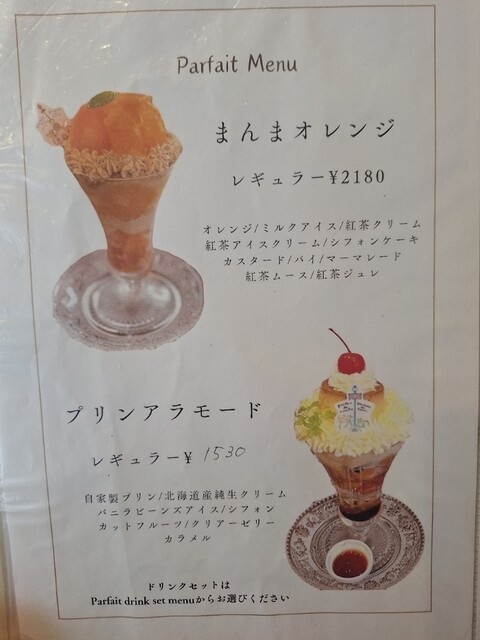 Parfait Menu
まんまオレンジ
レギュラー¥2180
オレンジ/ミルクアイス/紅茶クリーム
紅茶アイスクリーム/シフォンケーキ
カスタード/パイ/マーマレード
紅茶ムース/紅茶ジュレ
プリンアラモード
レギュラー¥ 1530
自家製プリン/北海道産純生クリーム
バニラビーンズアイス/シフォン
カットフルーツ/クリアーゼリー
カラメル
ドリンクセットは
Parfait drink set menuからお選びください